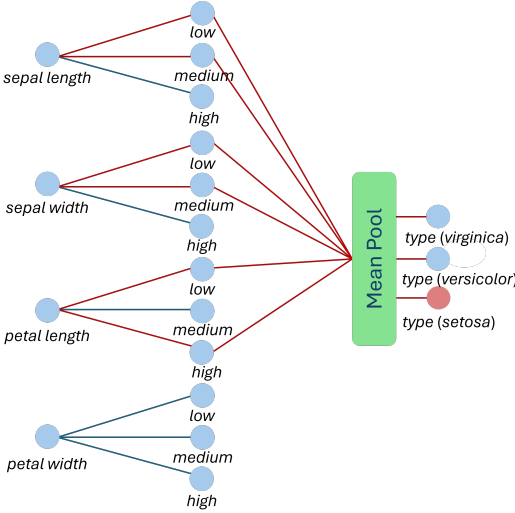 low
sepal length
medium
high
low
sepal width
medium
high
low
petal length
medium
high
low
petal width
medium
high
Mean Pool
type (virginica)
type (versicolor)
type (setosa)